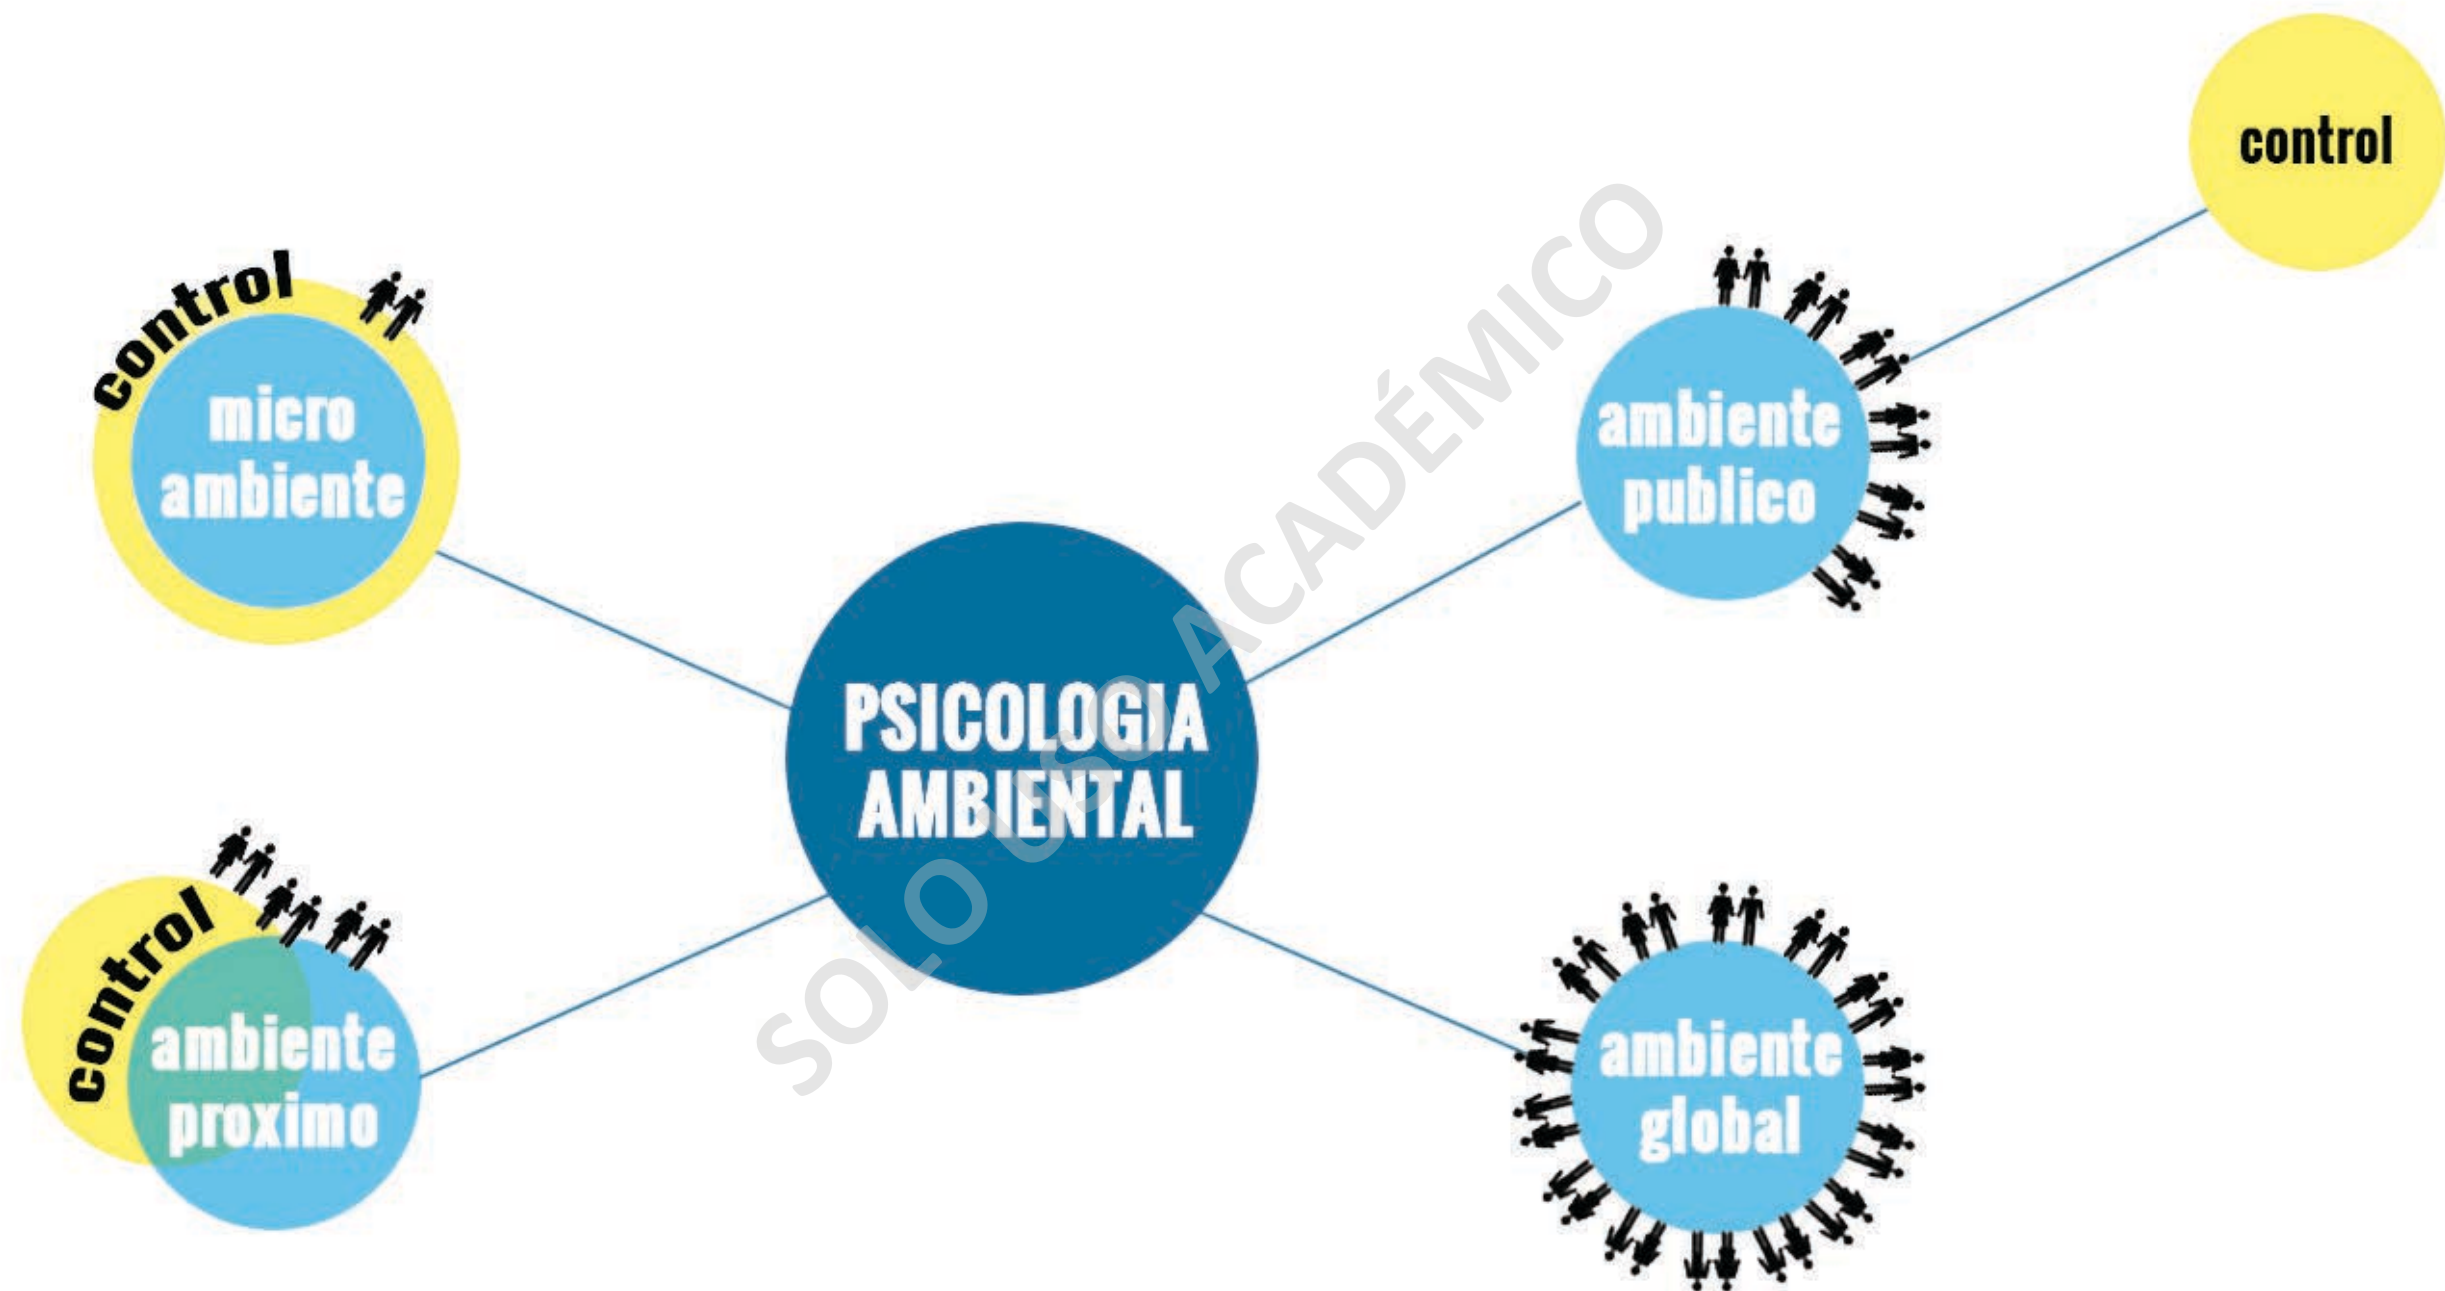 control
control
micro
ambiente
ambiente
publico
PSICOLOGIA
AMBIENTAL
control
ambiente
proximo
ambiente
global
SOLO USO ACADÉMICO